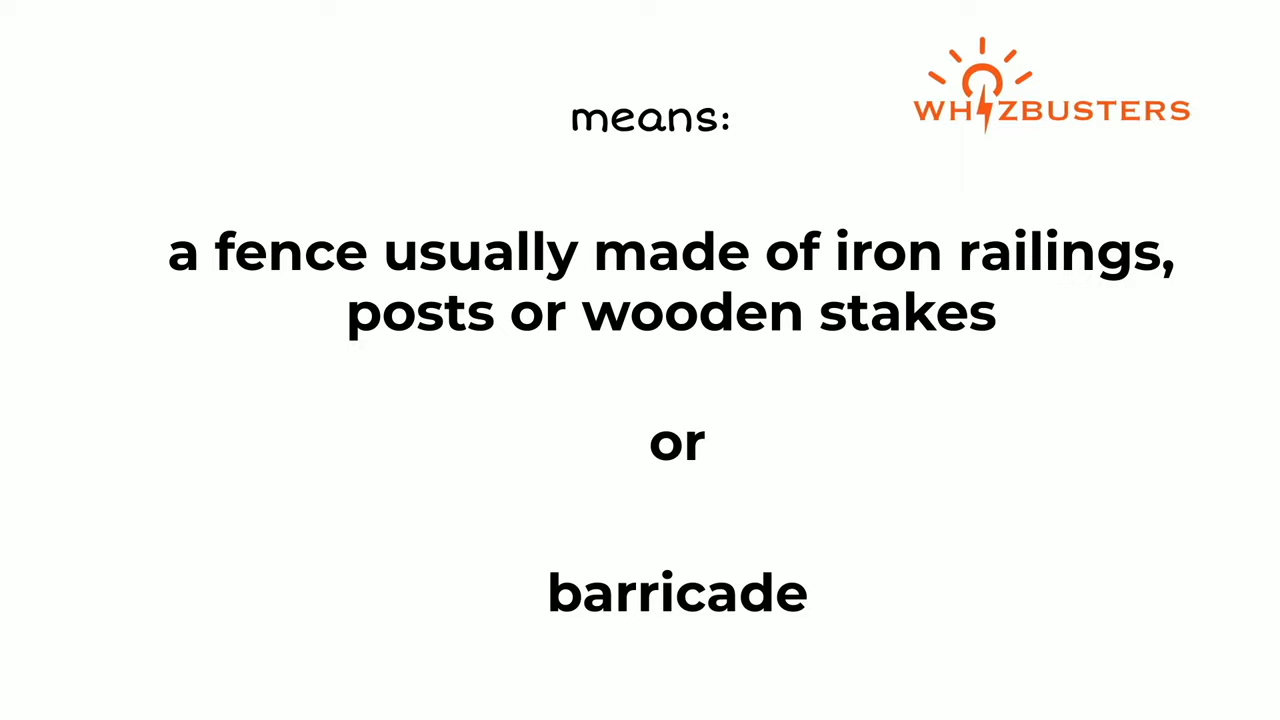 WHIZBUSTERS
means:
a fence usually made of iron railings,
posts or wooden stakes
or
barricade